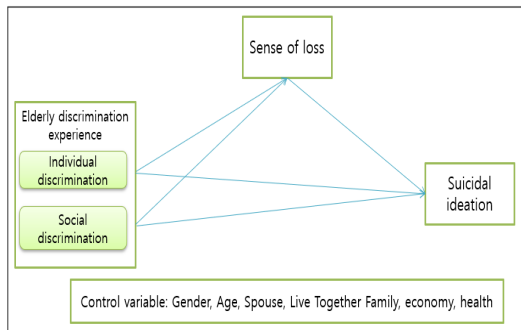 Sense of loss
Elderly discrimination
experience
Individual
discrimination
Social
discrimination
Suicidal
ideation
Control variable: Gender, Age, Spouse, Live Together Family, economy, health